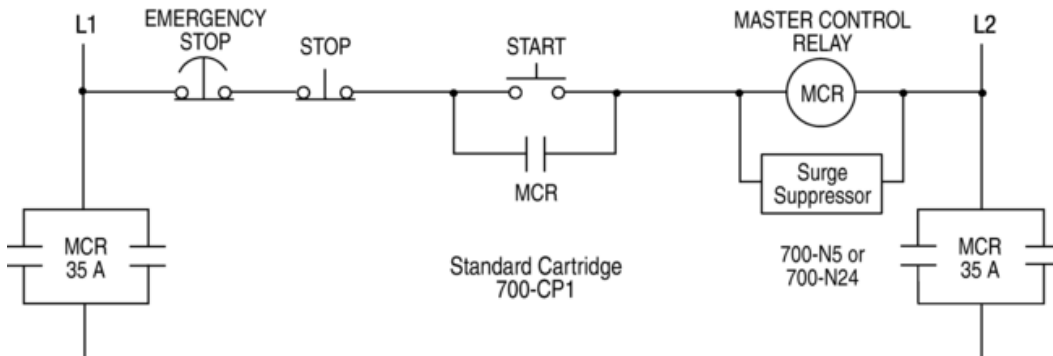 L1
EMERGENCY
STOP
STOP
START
MASTER CONTROL
RELAY
L2
MCR
MCR
Surge
Suppressor
MCR
35 A
Standard Cartridge
700-CP1
700-N5 or
700-N24
MCR
35 A